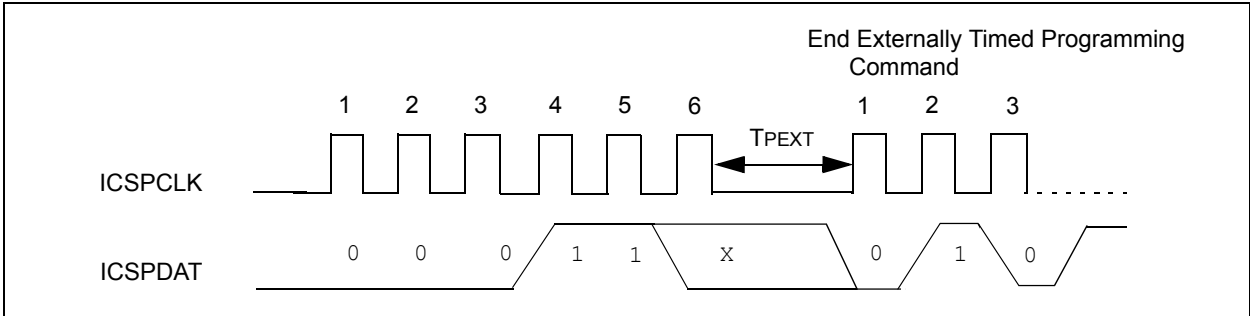 End Externally Timed Programming
Command
1 2 3 4 5 6 1 2 3
TPEXT
ICSPCLK
0 0 0 1 1 X 0 1 0
ICSPDAT